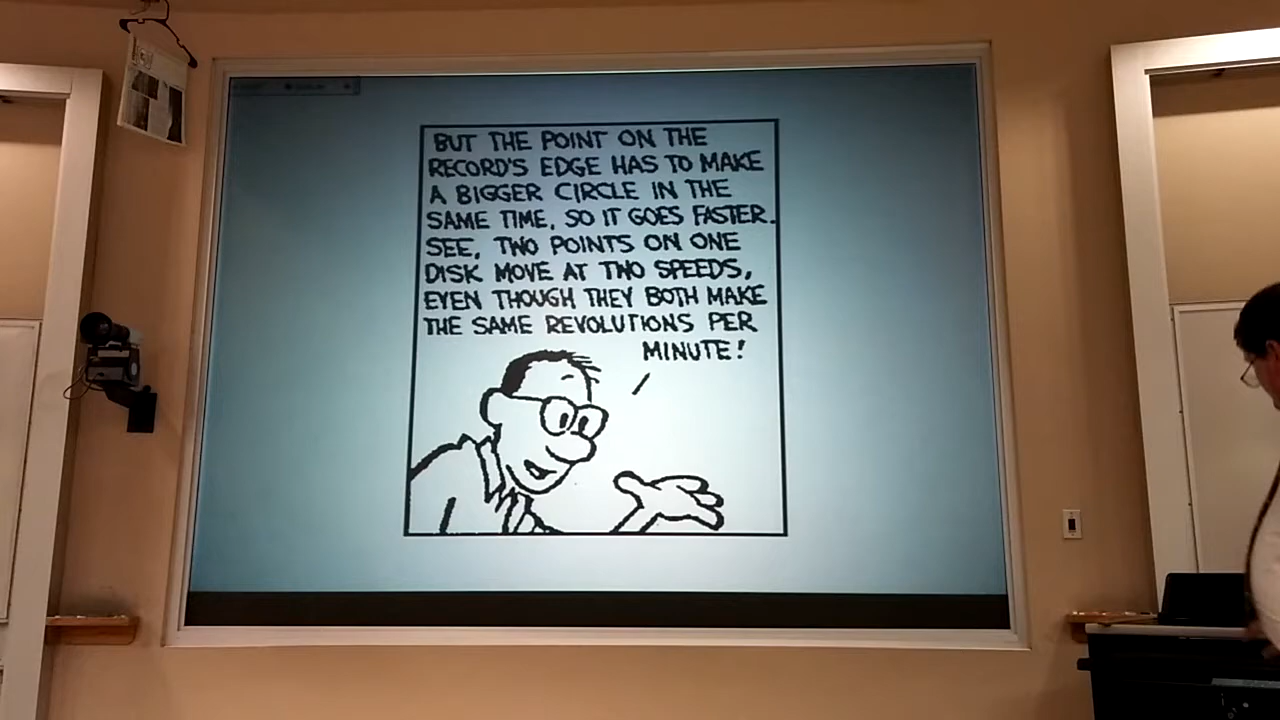 BUT THE POINT ON THE
RECORD'S EDGE HAS TO MAKE
A BIGGER CIRCLE IN THE
SAME TIME, SO IT GOES FASTER.
SEE, TWO POINTS ON ONE
DISK MOVE AT TWO SPEEDS,
EVEN THOUGH THEY BOTH MAKE
THE SAME REVOLUTIONS PER
MINUTE!